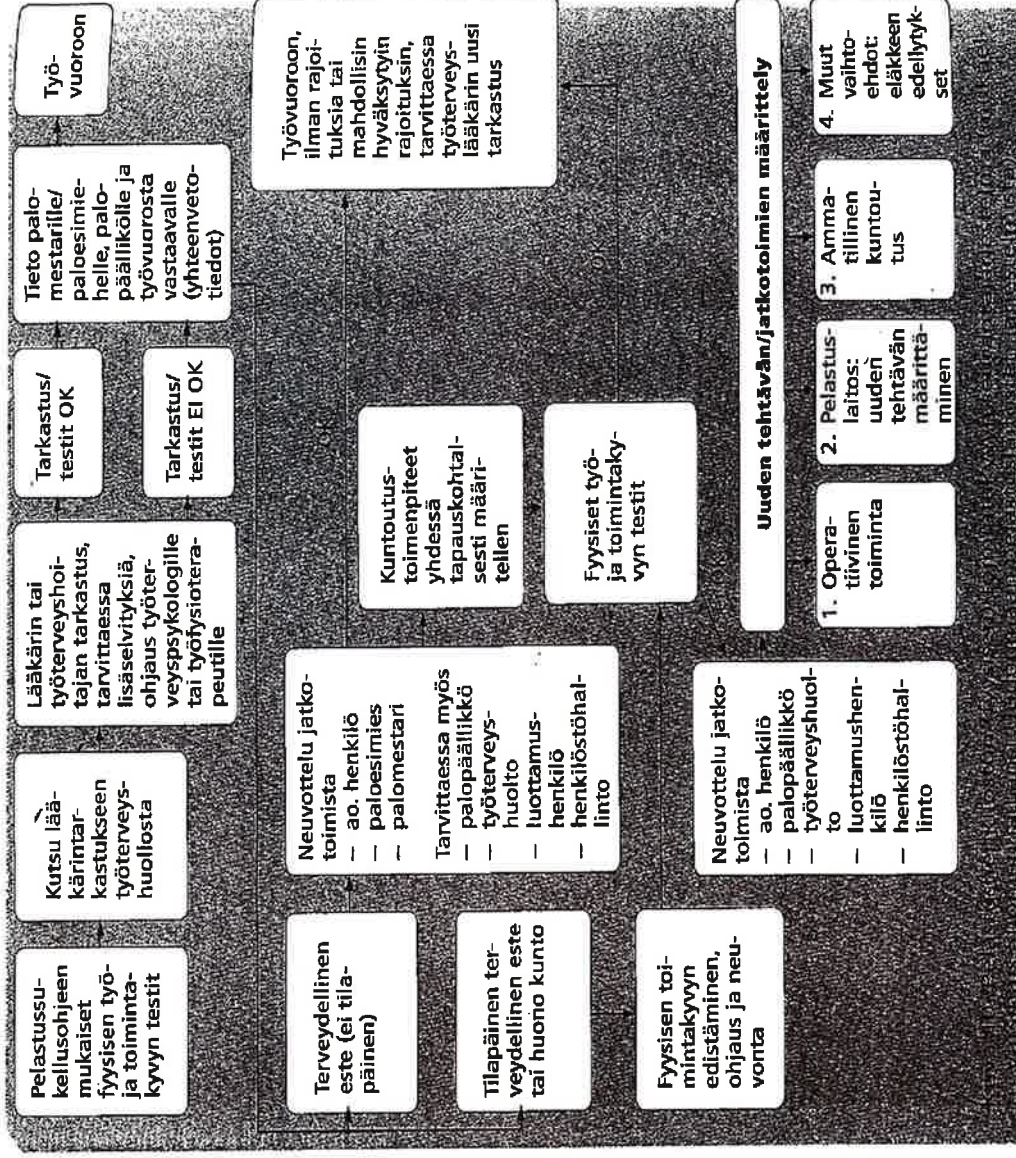 Pelastussu-
kellusohjeen
mukaiset
fyysisen työ-
ja toiminta-
kyvyn testit
Kutsu lää-
kärintar-
kastukseen
työterveys-
huollosta
Lääkärin tai
työterveyshoi-
tajan tarkastus,
tarvittaessa
lisäselvityksiä,
ohjaus työter-
veyspsykologille
tai työfysiotera-
peutille
Tarkastus/
testit OK
Tarkastus/
testit EI OK
Tieto palo-
mestarille/
paloesimie-
helle, palo-
päällikölle ja
työvuorosta
vastaavalle
(yhteenveto-
tiedot)
Työ-
vuoroon
Terveydellinen
este (ei tila-
päinen)
Tilapäinen ter-
veydellinen este
tai huono kunto
Fyysisen toi-
mintakyvyn
edistäminen,
ohjaus ja neu-
vonta
Neuvottelu jatko-
toimista
– ao. henkilö
– paloesimies
– palomestari
Tarvittaessa myös
– palopäällikkö
– työterveys-
huolto
– luottamus-
henkilö
– henkilöstöhal-
linto
Kuntoutus-
toimenpiteet
yhdessä
tapauskohtai-
sesti määri-
tellen
Fyysiset työ-
ja toimintaky-
vyn testit
OK
OK
Työvuoroon,
ilman rajoi-
tuksia tai
mahdollisin
hyväksytyin
rajoituksin,
tarvittaessa
työterveys-
lääkärin uusi
tarkastus
Neuvottelu jatko-
toimista
– ao. henkilö
– palopäällikkö
– työterveyshuol-
to
– luottamushen-
kilö
– henkilöstöhal-
linto
Uuden tehtävän/jatkotoimien määrittely
1. Opera-
tiivinen
toiminta
2. Pelastus-
laitos:
uuden
tehtävän
määrittä-
minen
3. Amma-
tillinen
kuntou-
tus
4. Muut
vaihto-
ehdot:
eläkkeen
edellytyk-
set